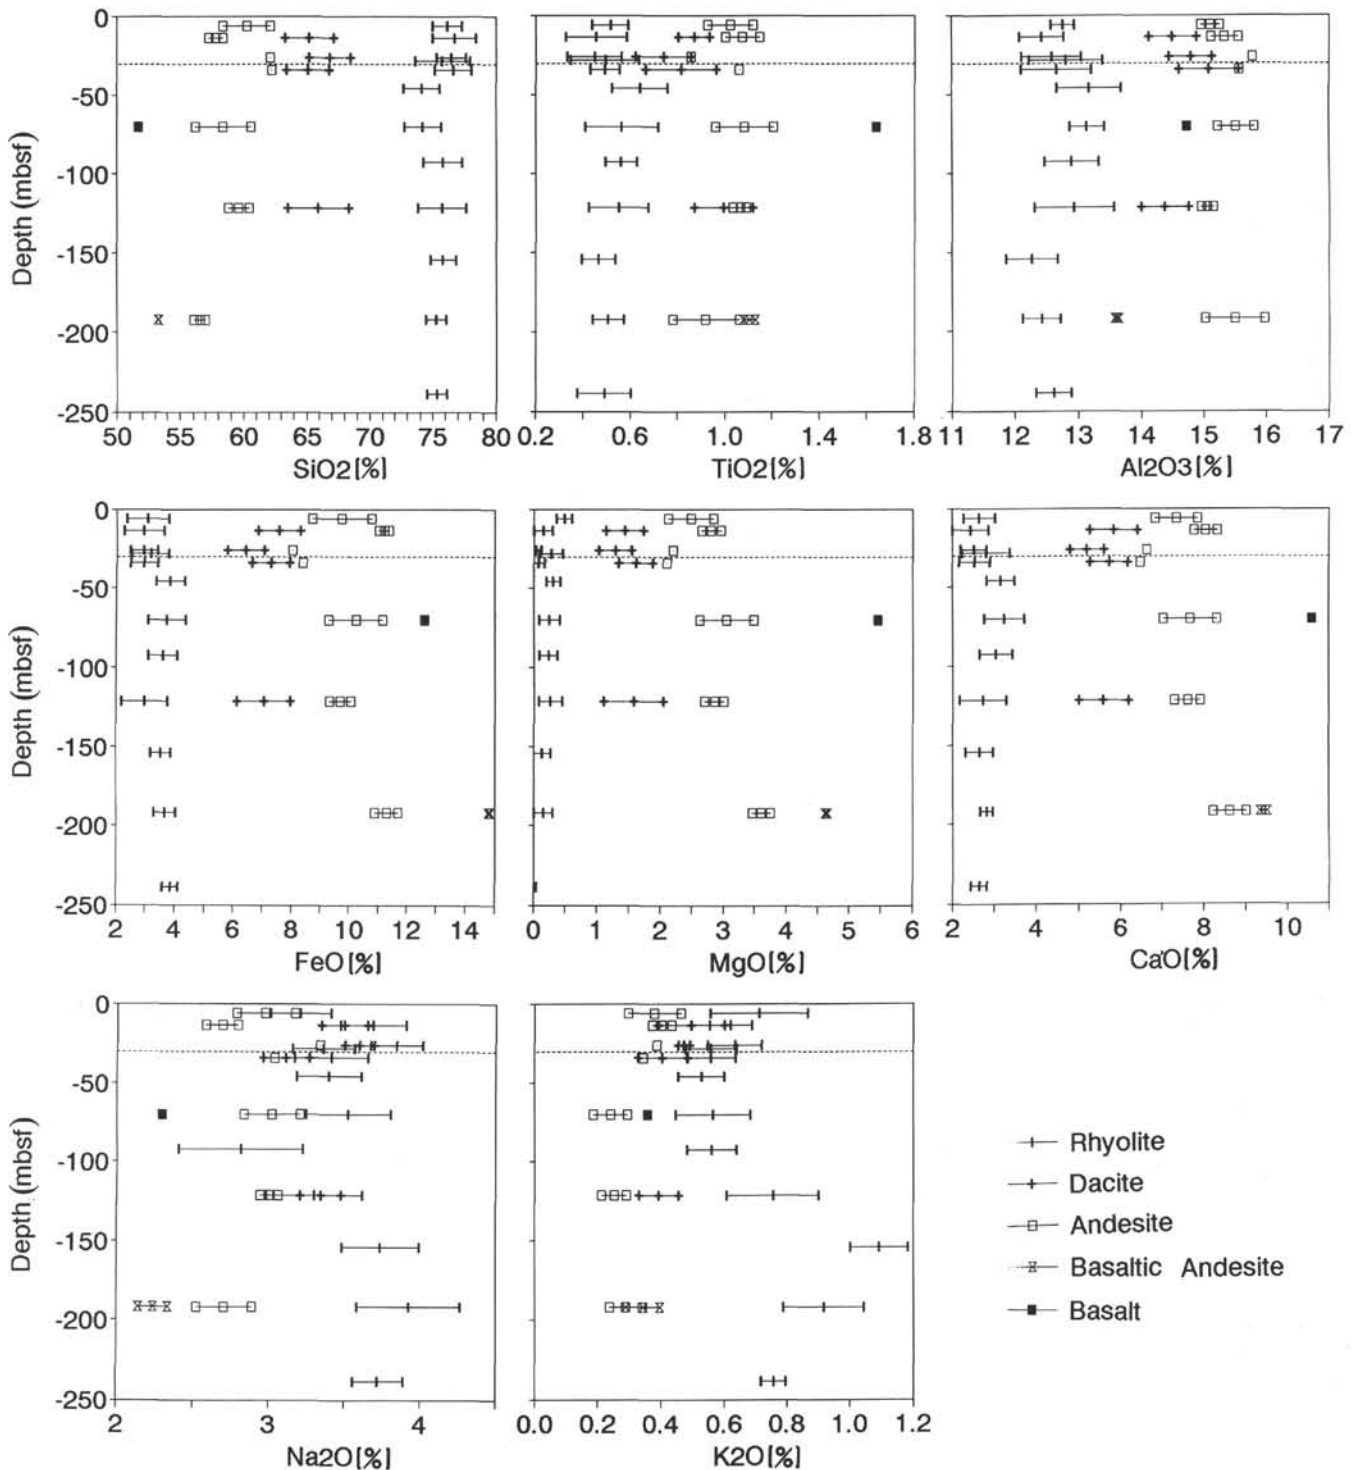 0
-50
-100
-150
-200
-250
Depth (mbsf)
50 55 60 65 70 75 80
SiO2[%]
0.2 0.6 1.0 1.4 1.8
TiO2[%]
11 12 13 14 15 16 17
Al2O3[%]
0
-50
-100
-150
-200
-250
Depth (mbsf)
2 4 6 8 10 12 14
FeO[%]
0 1 2 3 4 5 6
MgO[%]
2 4 6 8 10
CaO[%]
0
-50
-100
-150
-200
-250
Depth (mbsf)
2 3 4
Na2O[%]
0.0 0.2 0.4 0.6 0.8 1.0 1.2
K2O[%]
Rhyolite
Dacite
Andesite
Basaltic Andesite
Basalt